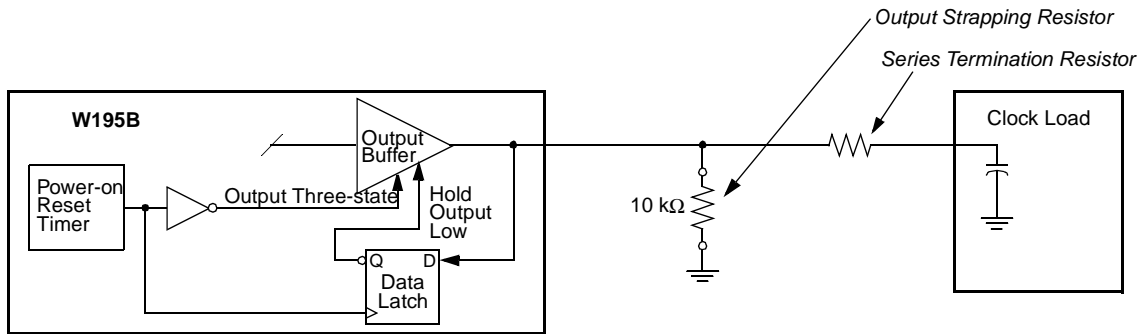 Output Strapping Resistor
Series Termination Resistor
W195B
Clock Load
Output
Buffer
Power-on
Reset
Timer
Output Three-state
Hold
Output
Low
10 kΩ
Q
D
Data
Latch